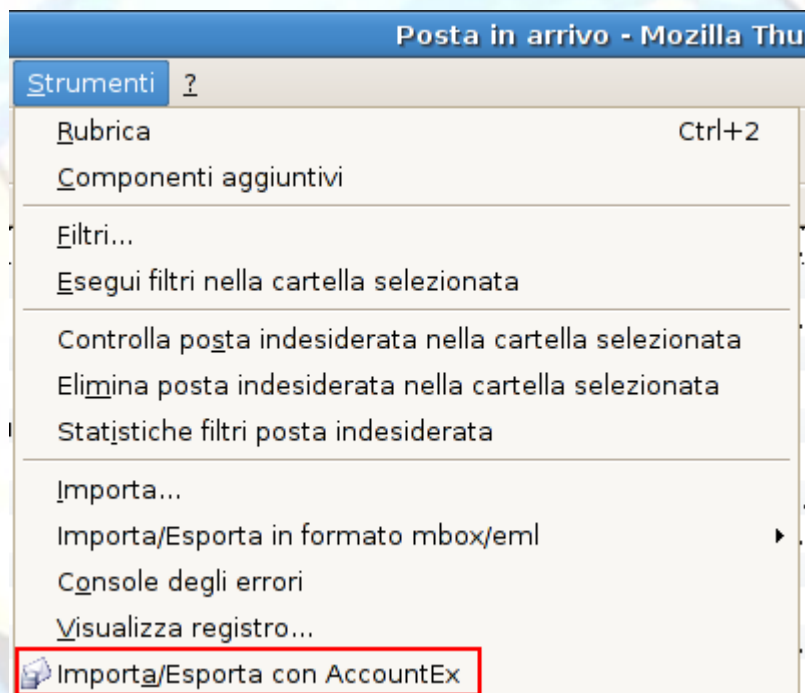 Posta in arrivo - Mozilla Thu
Strumenti ?
Rubrica Ctrl+2
Componenti aggiuntivi
Filtri...
Esegui filtri nella cartella selezionata
Controlla posta indesiderata nella cartella selezionata
Elimina posta indesiderata nella cartella selezionata
Statistiche filtri posta indesiderata
Importa...
Importa/Esporta in formato mbox/eml
Console degli errori
Visualizza registro...
Importa/Esporta con AccountEx